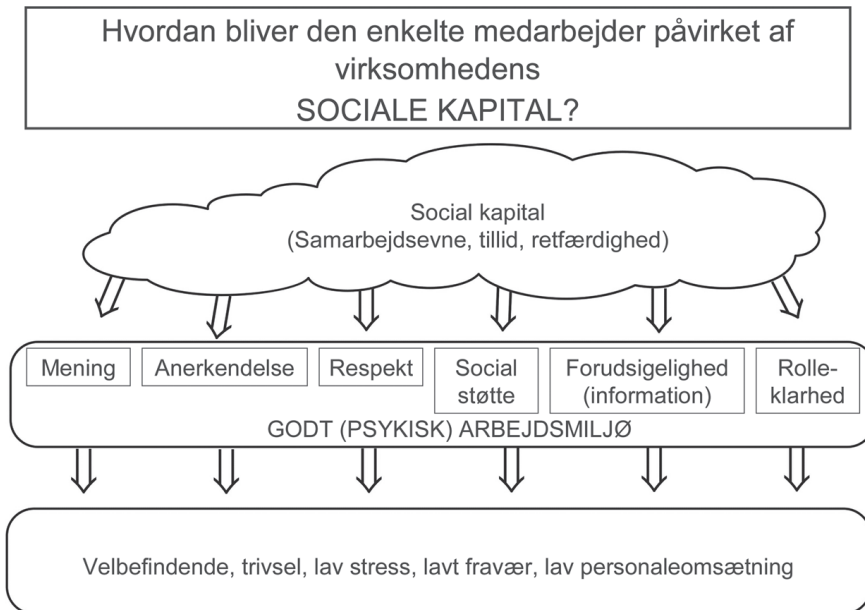 Hvordan bliver den enkelte medarbejder påvirket af
virksomhedens
SOCIALE KAPITAL?
Social kapital
(Samarbejdsevne, tillid, retfærdighed)
Mening
Anerkendelse
Respekt
Social
støtte
Forudsigelighed
(information)
Rolle-
klarhed
GODT (PSYKISK) ARBEJDSMILJØ
Velbefindende, trivsel, lav stress, lavt fravær, lav personaleomsætning